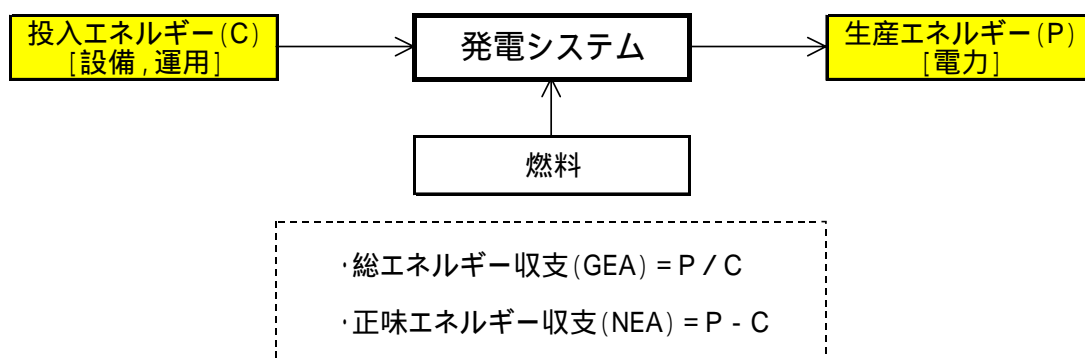 投入エネルギー(C)
[設備,運用]
発電システム
生産エネルギー(P)
[電力]
燃料
・総エネルギー収支(GEA) = P / C
・正味エネルギー収支(NEA) = P - C